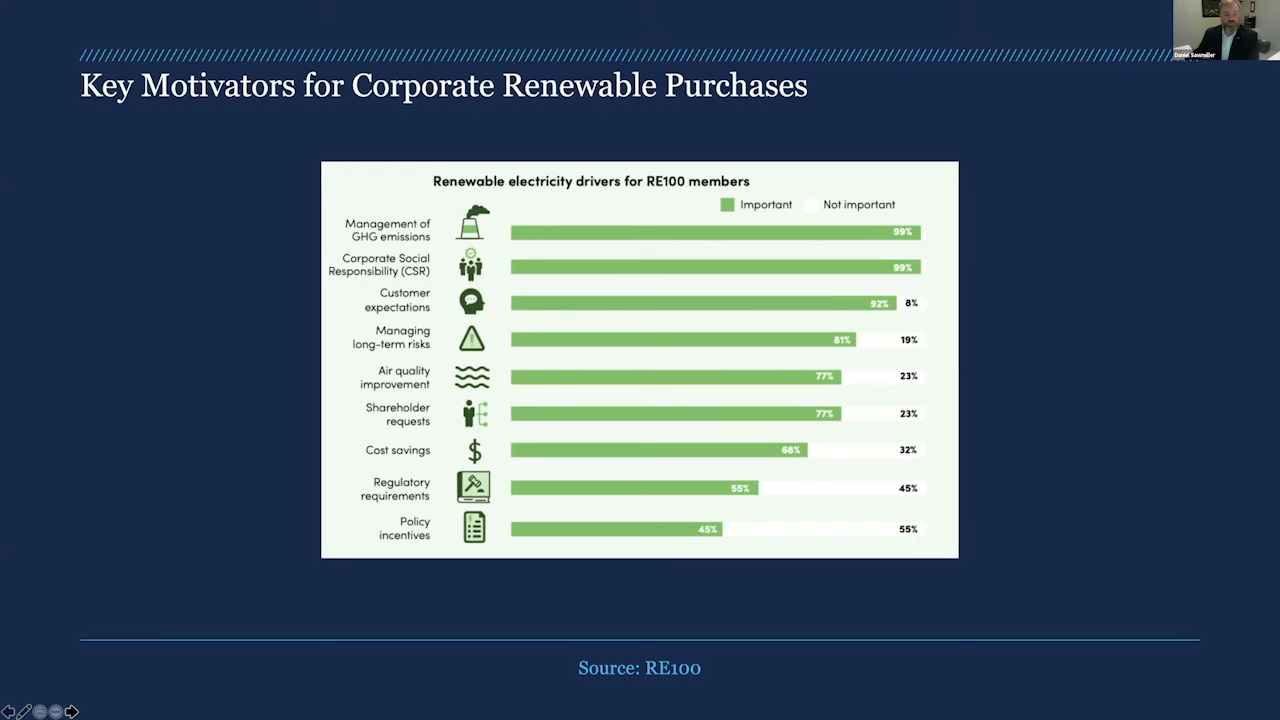 Daniel Sawmiller
Key Motivators for Corporate Renewable Purchases
Renewable electricity drivers for RE100 members
Important
Not important
Management of
GHG emissions
99%
Corporate Social
Responsibility (CSR)
99%
Customer
expectations
92%
8%
Managing
long-term risks
81%
19%
Air quality
improvement
77%
23%
Shareholder
requests
77%
23%
Cost savings
$
68%
32%
Regulatory
requirements
55%
45%
Policy
incentives
45%
55%
Source: RE100